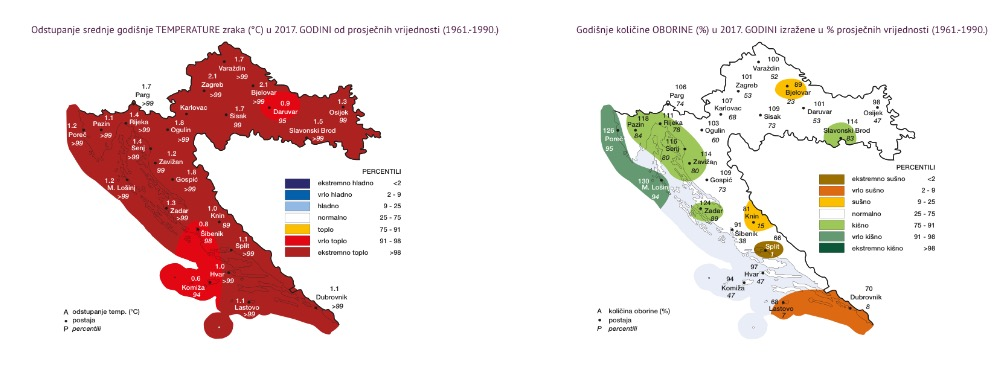 Odstupanje srednje godišnje TEMPERATURE zraka (°C) u 2017. GODINI od prosječnih vrijednosti (1961.-1990.)
1.7
Varaždin
>99
2.1
Zagreb
>99
1.7
Parg
>99
2.1
Bjelovar
>99
0.9
Daruvar
95
1.3
Osijek
99
Karlovac
1.7
Sisak
99
1.5
Slavonski Brod
>99
1.2
Poreč
>99
1.1
Pazin
>99
1.4
Rijeka
>99
1.8
Ogulin
>99
1.4
Senj
>99
1.2
Zavižan
99
1.8
Gospić
>99
1.2
M. Lošinj
>99
1.3
Zadar
>99
1.0
Knin
99
0.8
Šibenik
98
1.1
Split
>99
1.0
Hvar
>99
0.6
Komiža
94
1.1
Lastovo
>99
1.1
Dubrovnik
>99
PERCENTILI
ekstremno hladno <2
vrlo hladno 2 - 9
hladno 9 - 25
normalno 25 - 75
toplo 75 - 91
vrlo toplo 91 - 98
ekstremno toplo >98
A odstupanje temp. (°C)
• postaja
P percentili
Godišnje količine OBORINE (%) u 2017. GODINI izražene u % prosječnih vrijednosti (1961.-1990.)
100
Varaždin
52
101
Zagreb
53
106
Parg
74
89
Bjelovar
23
101
Daruvar
53
98
Osijek
47
107
Karlovac
68
109
Sisak
73
114
Slavonski Brod
83
126
Poreč
95
118
Pazin
84
111
Rijeka
78
103
Ogulin
60
116
Senj
80
114
Zavižan
80
109
Gospić
73
130
M. Lošinj
94
124
Zadar
89
81
Knin
15
91
Šibenik
38
66
Split
97
Hvar
47
94
Komiža
47
68
Lastovo
70
Dubrovnik
8
PERCENTILI
ekstremno sušno <2
vrlo sušno 2 - 9
sušno 9 - 25
normalno 25 - 75
kišno 75 - 91
vrlo kišno 91 - 98
ekstremno kišno >98
A količina oborine (%)
• postaja
P percentili